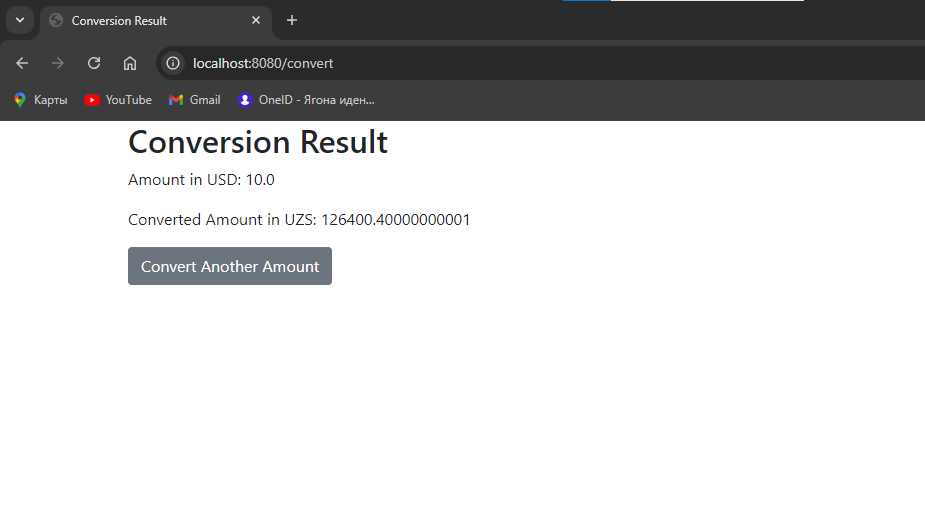 Conversion Result
localhost:8080/convert
Карты YouTube Gmail OneID - Ягона иден...
Conversion Result
Amount in USD: 10.0
Converted Amount in UZS: 126400.40000000001
Convert Another Amount